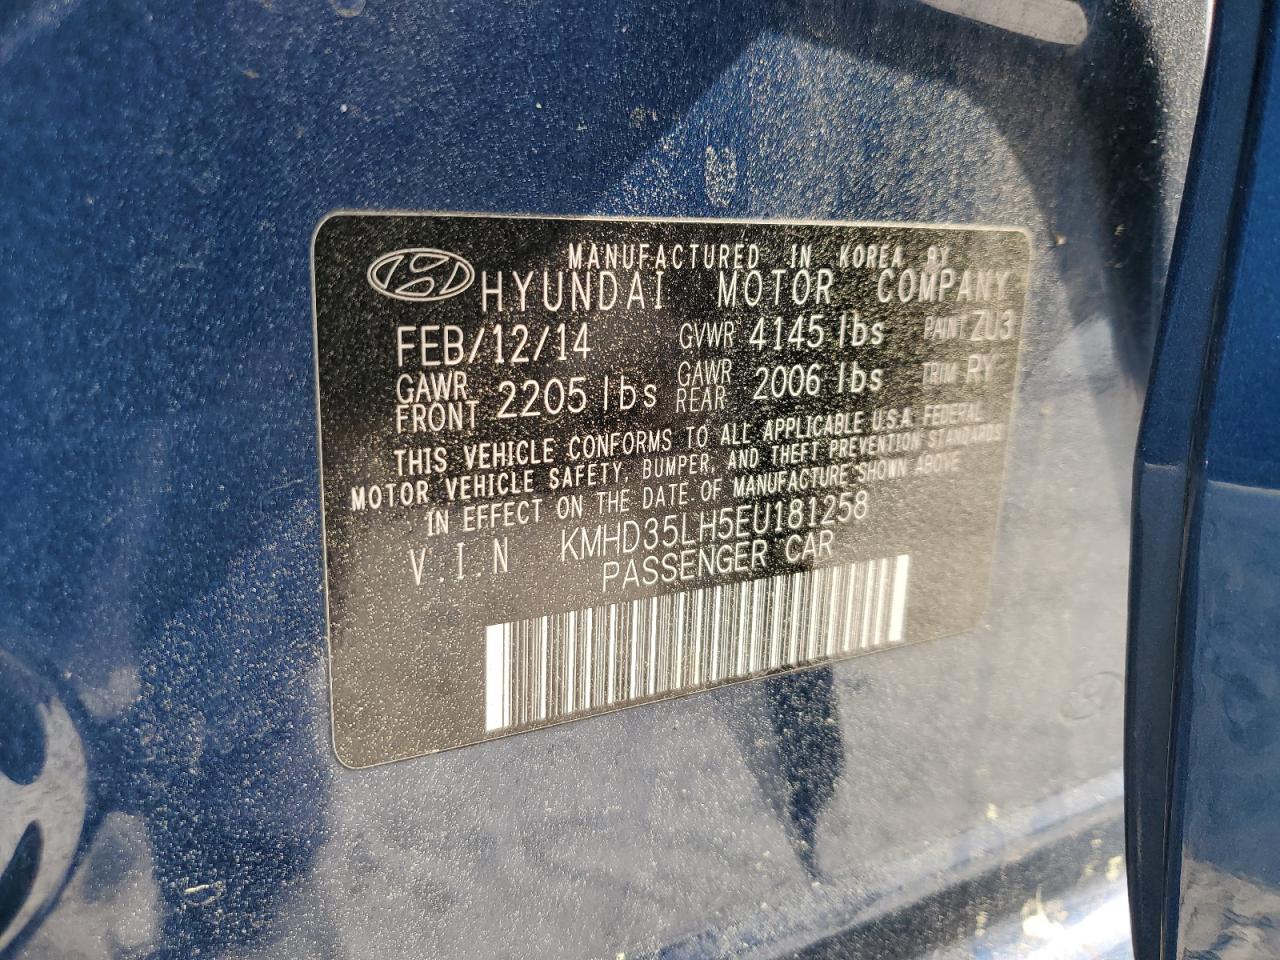 MANUFACTURED IN KOREA BY
HYUNDAI MOTOR COMPANY
FEB/12/14 GVWR 4145 lbs PAINT ZU3
GAWR FRONT 2205 lbs GAWR REAR 2006 lbs TRIM RY
THIS VEHICLE CONFORMS TO ALL APPLICABLE U.S.A. FEDERAL
MOTOR VEHICLE SAFETY, BUMPER, AND THEFT PREVENTION STANDARDS
IN EFFECT ON THE DATE OF MANUFACTURE SHOWN ABOVE
V.I.N KMHD35LH5EU181258
PASSENGER CAR